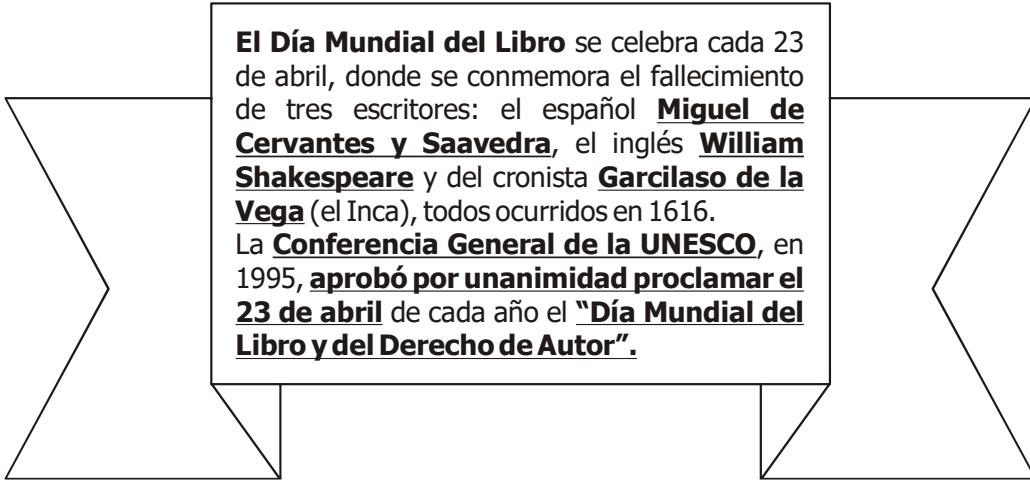 El Día Mundial del Libro se celebra cada 23
de abril, donde se conmemora el fallecimiento
de tres escritores: el español Miguel de
Cervantes y Saavedra, el inglés William
Shakespeare y del cronista Garcilaso de la
Vega (el Inca), todos ocurridos en 1616.
La Conferencia General de la UNESCO, en
1995, aprobó por unanimidad proclamar el
23 de abril de cada año el “Día Mundial del
Libro y del Derecho de Autor”.